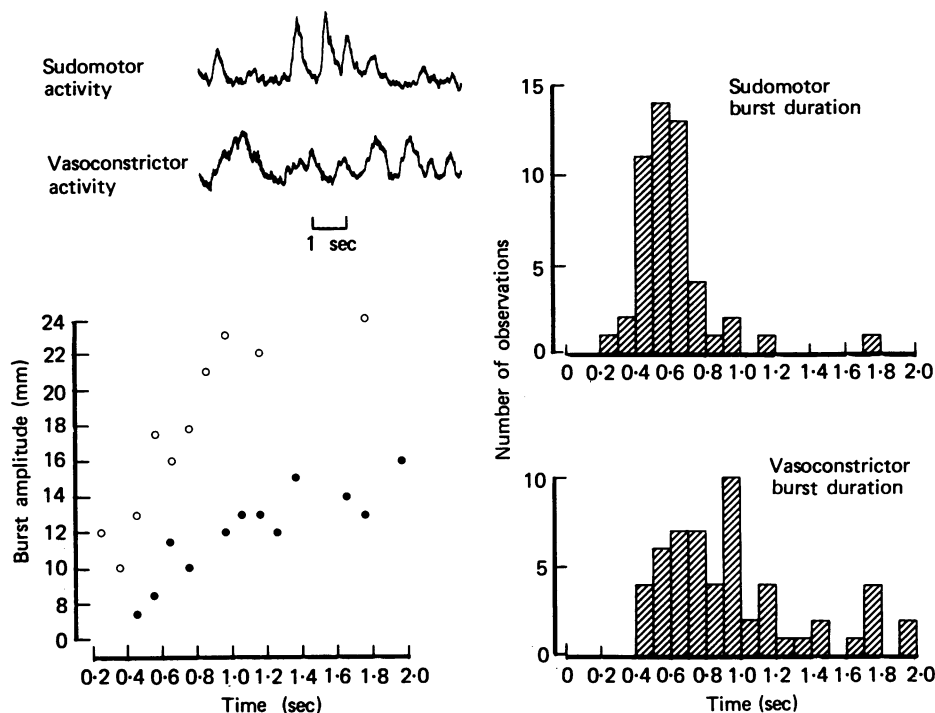 Sudomotor
activity
Vasoconstrictor
activity
1 sec
Burst amplitude (mm)
24
22
20
18
16
14
12
10
8
0
0·2 0·4 0·6 0·8 1·0 1·2 1·4 1·6 1·8 2·0
Time (sec)
Number of observations
Sudomotor
burst duration
15
10
5
0
0 0·2 0·4 0·6 0·8 1·0 1·2 1·4 1·6 1·8 2·0
Vasoconstrictor
burst duration
10
5
0
0 0·2 0·4 0·6 0·8 1·0 1·2 1·4 1·6 1·8 2·0
Time (sec)